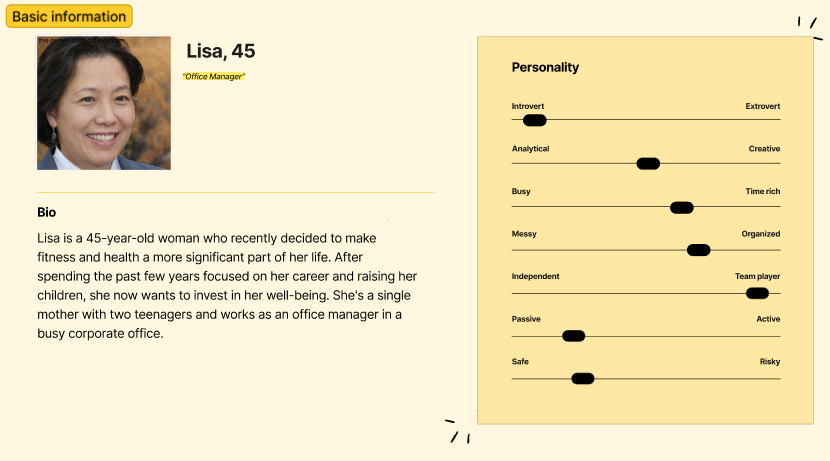 Basic information
Lisa, 45
"Office Manager"
Bio
Lisa is a 45-year-old woman who recently decided to make
fitness and health a more significant part of her life. After
spending the past few years focused on her career and raising her
children, she now wants to invest in her well-being. She's a single
mother with two teenagers and works as an office manager in a
busy corporate office.
Personality
Introvert Extrovert
Analytical Creative
Busy Time rich
Messy Organized
Independent Team player
Passive Active
Safe Risky